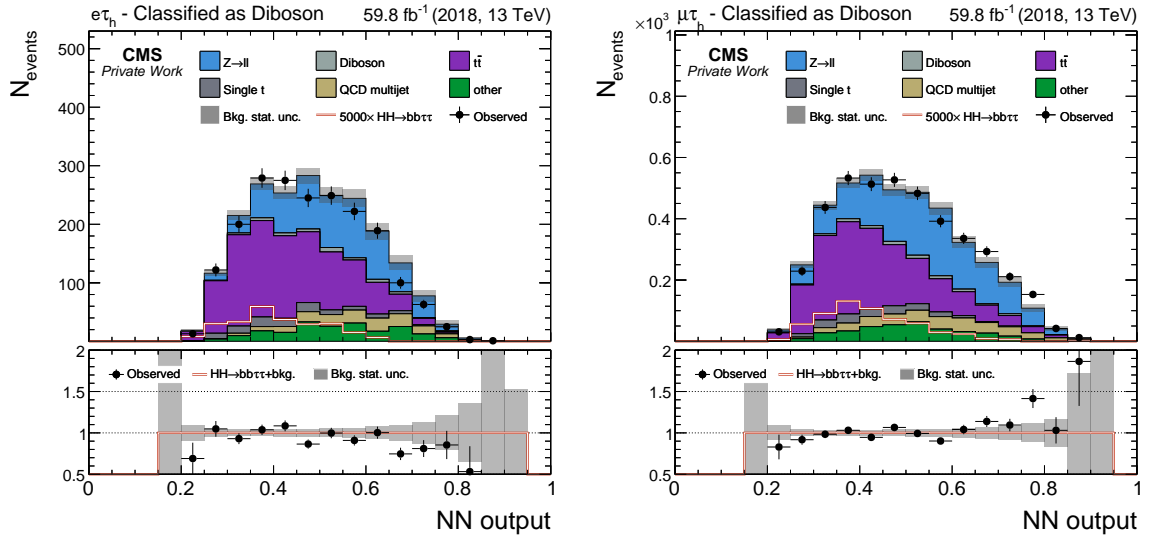 eτ_h - Classified as Diboson 59.8 fb⁻¹ (2018, 13 TeV)
N_events
500
400
300
200
100
CMS
Private Work
Z→ll
Diboson
tt̄
Single t
QCD multijet
other
Bkg. stat. unc.
5000× HH→bbττ
Observed
2
1.5
1
0.5
Observed
HH→bbττ+bkg.
Bkg. stat. unc.
0 0.2 0.4 0.6 0.8 1
NN output
×10³ μτ_h - Classified as Diboson 59.8 fb⁻¹ (2018, 13 TeV)
N_events
1
0.8
0.6
0.4
0.2
CMS
Private Work
Z→ll
Diboson
tt̄
Single t
QCD multijet
other
Bkg. stat. unc.
5000× HH→bbττ
Observed
2
1.5
1
0.5
Observed
HH→bbττ+bkg.
Bkg. stat. unc.
0 0.2 0.4 0.6 0.8 1
NN output